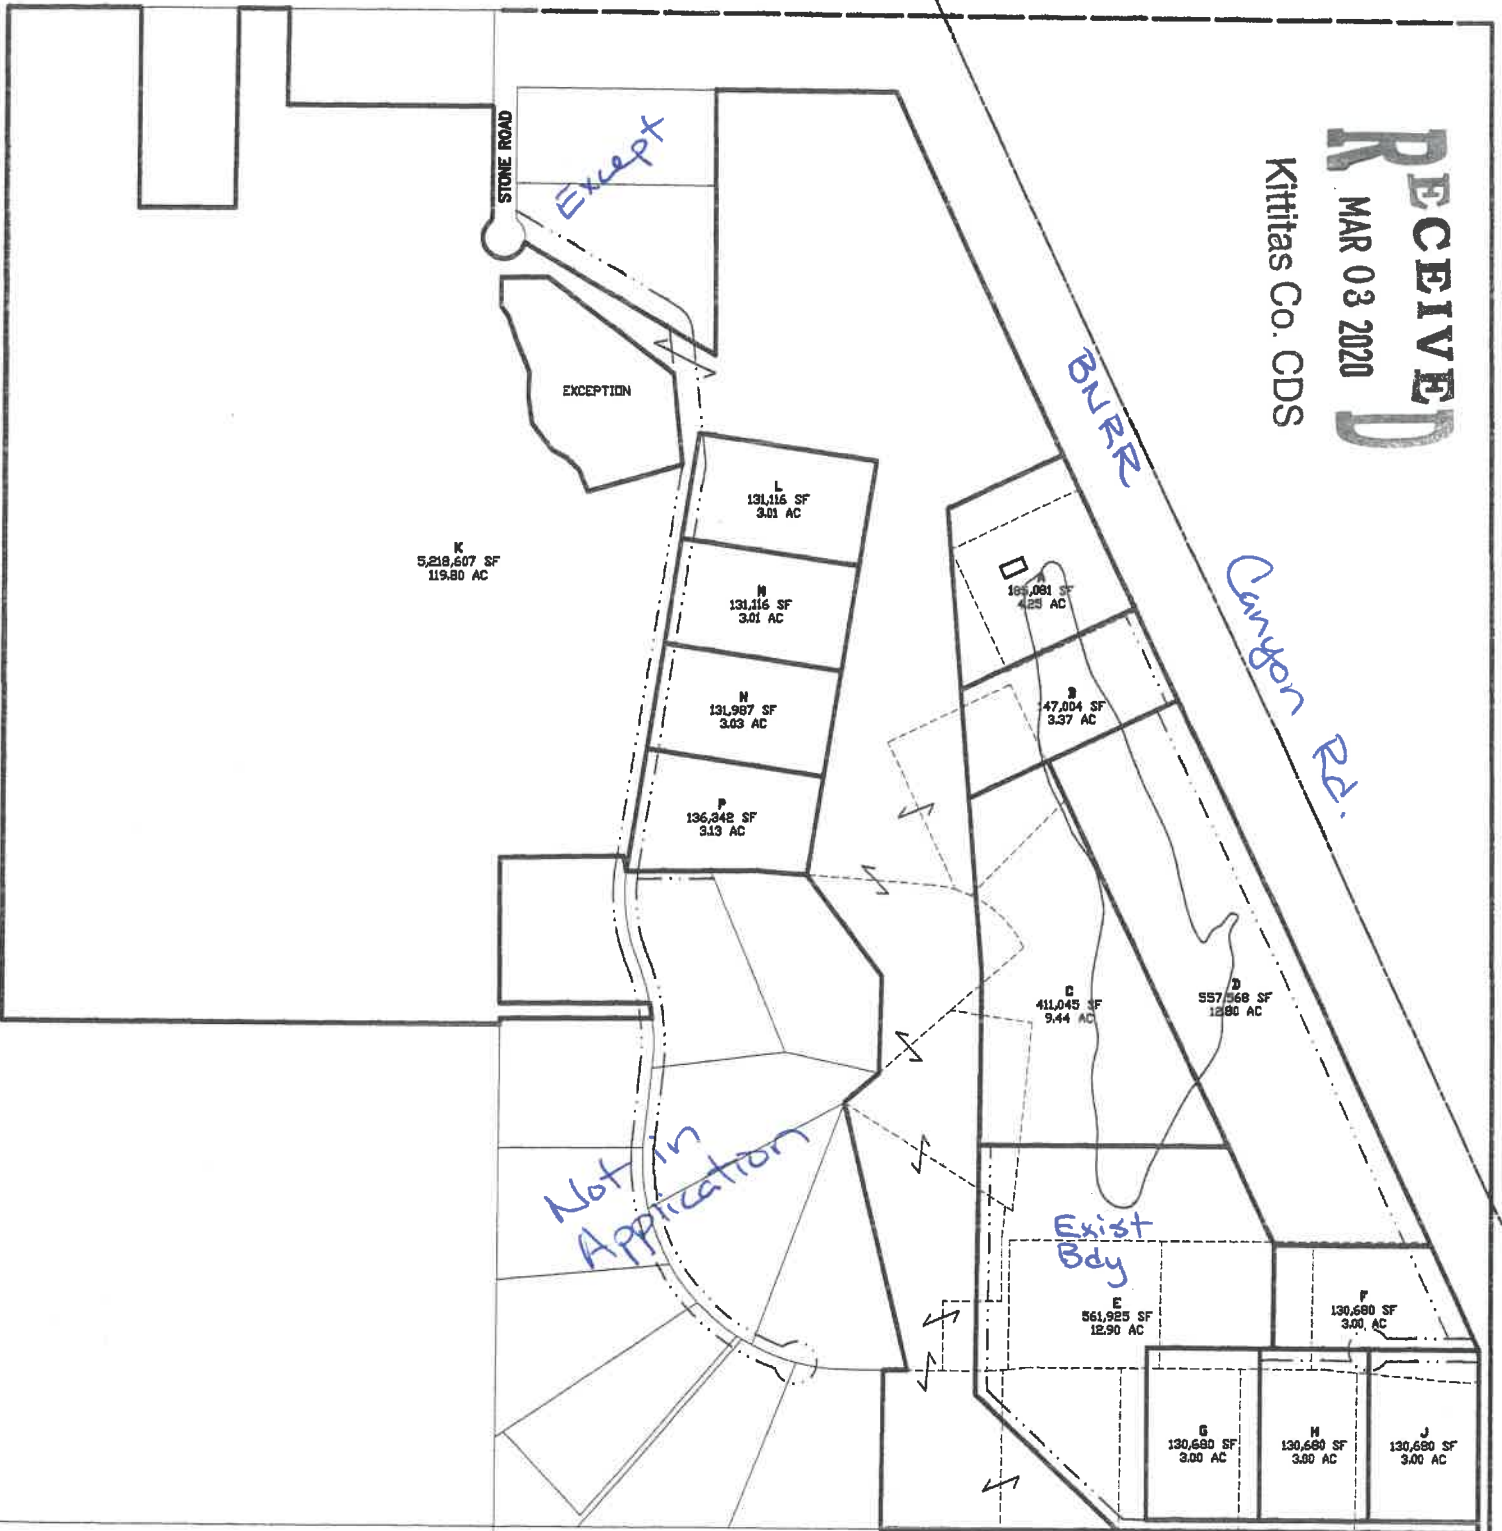 RECEIVED
MAR 03 2020
Kittitas Co. CDS
STONE ROAD
Except
EXCEPTION
BNRR
Canyon Rd.
K
5,218,607 SF
119.80 AC
L
131,116 SF
3.01 AC
M
131,116 SF
3.01 AC
N
131,987 SF
3.03 AC
P
136,342 SF
3.13 AC
A
185,081 SF
4.25 AC
B
147,004 SF
3.37 AC
C
411,045 SF
9.44 AC
D
557,568 SF
12.80 AC
Not in
Application
Exist
Bdy
E
561,925 SF
12.90 AC
F
130,680 SF
3.00 AC
G
130,680 SF
3.00 AC
H
130,680 SF
3.00 AC
J
130,680 SF
3.00 AC